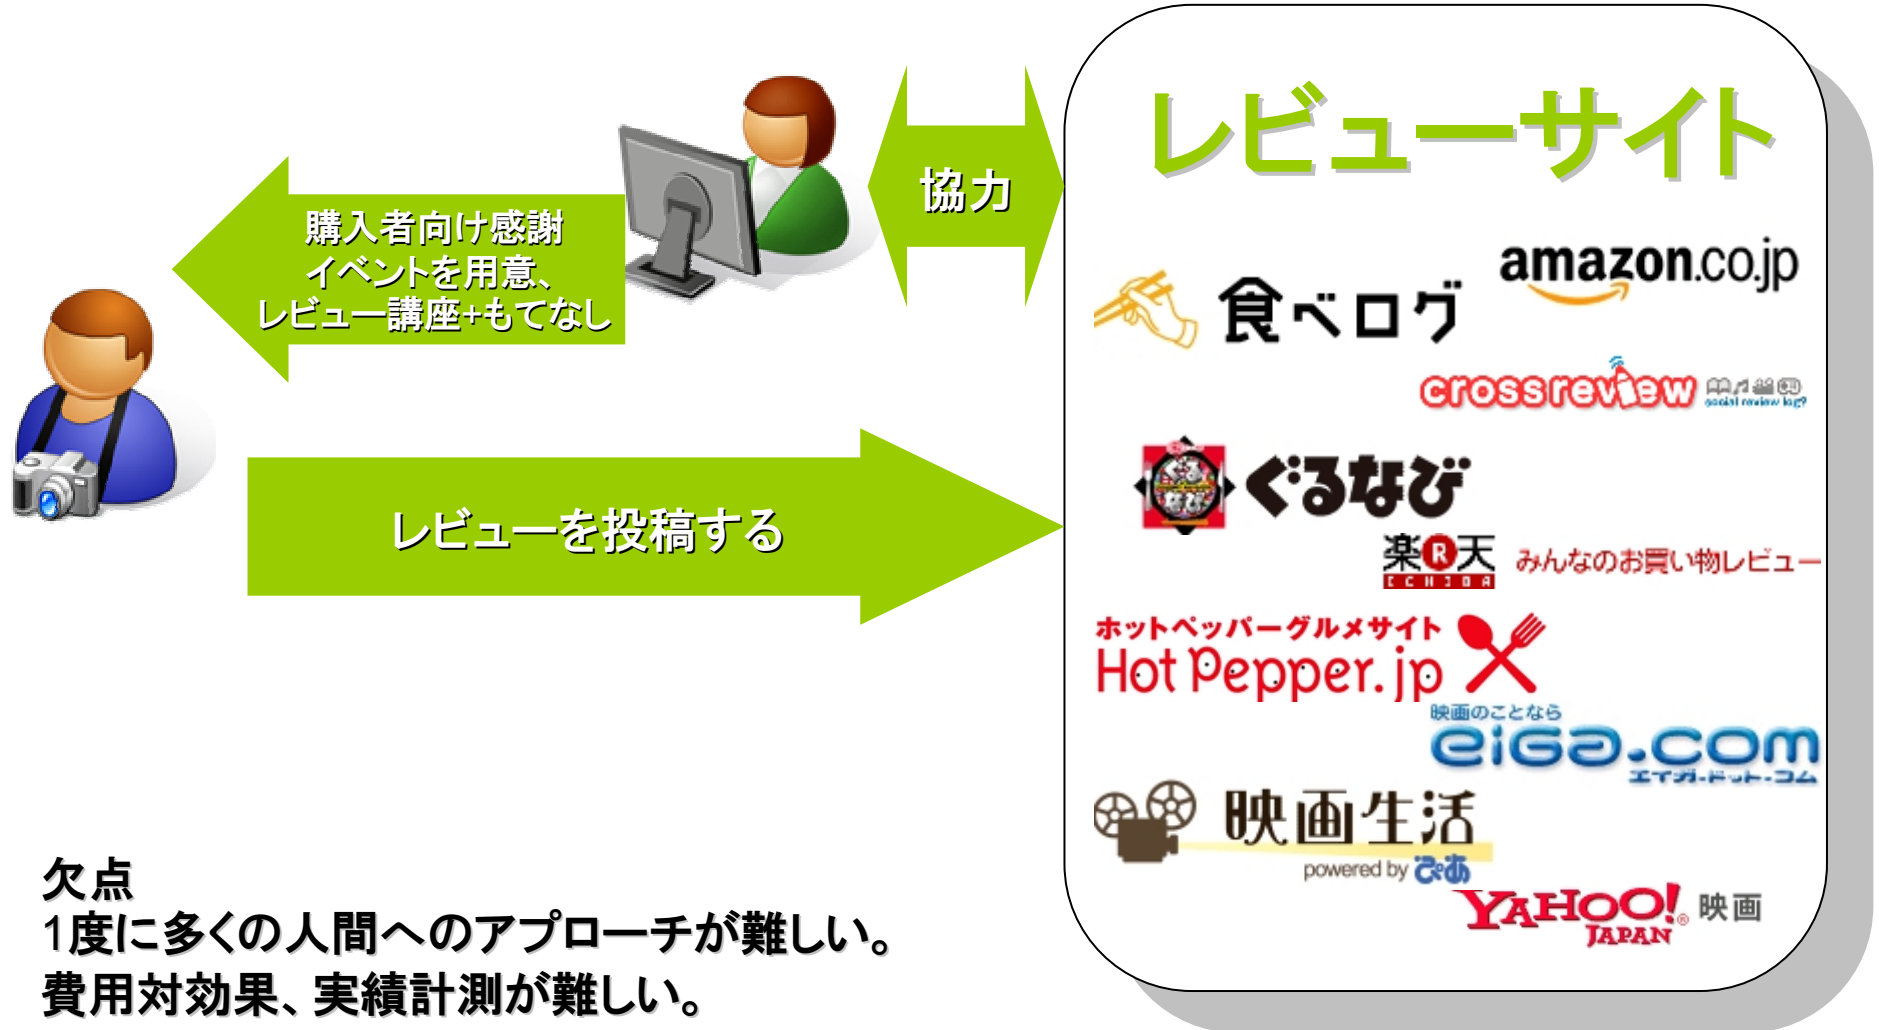 購入者向け感謝
イベントを用意、
レビュー講座+もてなし
協力
レビューを投稿する
レビューサイト
amazon.co.jp
食べログ
crossreview
social review log?
ぐるなび
楽R天
ICHIBA
みんなのお買い物レビュー
ホットペッパーグルメサイト
Hot Pepper.jp
映画のことなら
eiga.com
エイガ・ドット・コム
映画生活
powered by ぴあ
YAHOO!® 映画
JAPAN
欠点
1度に多くの人間へのアプローチが難しい。
費用対効果、実績計測が難しい。